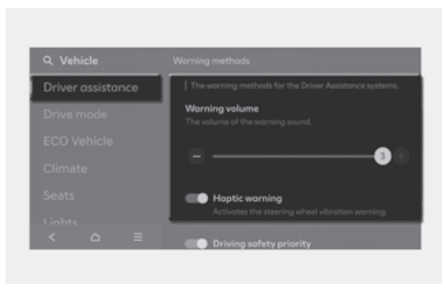 Vehicle
Warning methods
Driver assistance
The warning methods for the Driver Assistance systems.
Drive mode
Warning volume
The volume of the warning sound.
ECO Vehicle
3
Climate
Seats
Haptic warning
Activates the steering wheel vibration warning.
Lights
Driving safety priority